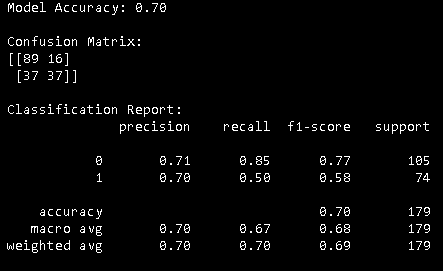 Model Accuracy: 0.70
Confusion Matrix:
[[89 16]
[37 37]]
Classification Report:
precision recall f1-score support
0 0.71 0.85 0.77 105
1 0.70 0.50 0.58 74
accuracy 0.70 179
macro avg 0.70 0.67 0.68 179
weighted avg 0.70 0.70 0.69 179